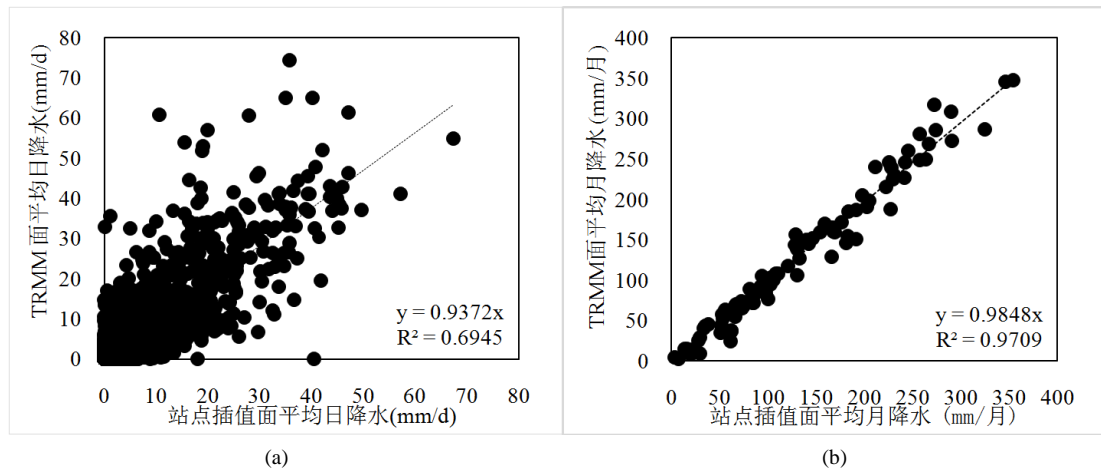 80
70
60
50
40
30
20
10
0
TRMM 面平均日降水(mm/d)
y = 0.9372x
R² = 0.6945
0 10 20 30 40 50 60 70 80
站点插值面平均日降水(mm/d)
(a)
400
350
300
250
200
150
100
50
0
TRMM面平均月降水(mm/月)
y = 0.9848x
R² = 0.9709
0 50 100 150 200 250 300 350 400
站点插值面平均月降水 (mm/月)
(b)